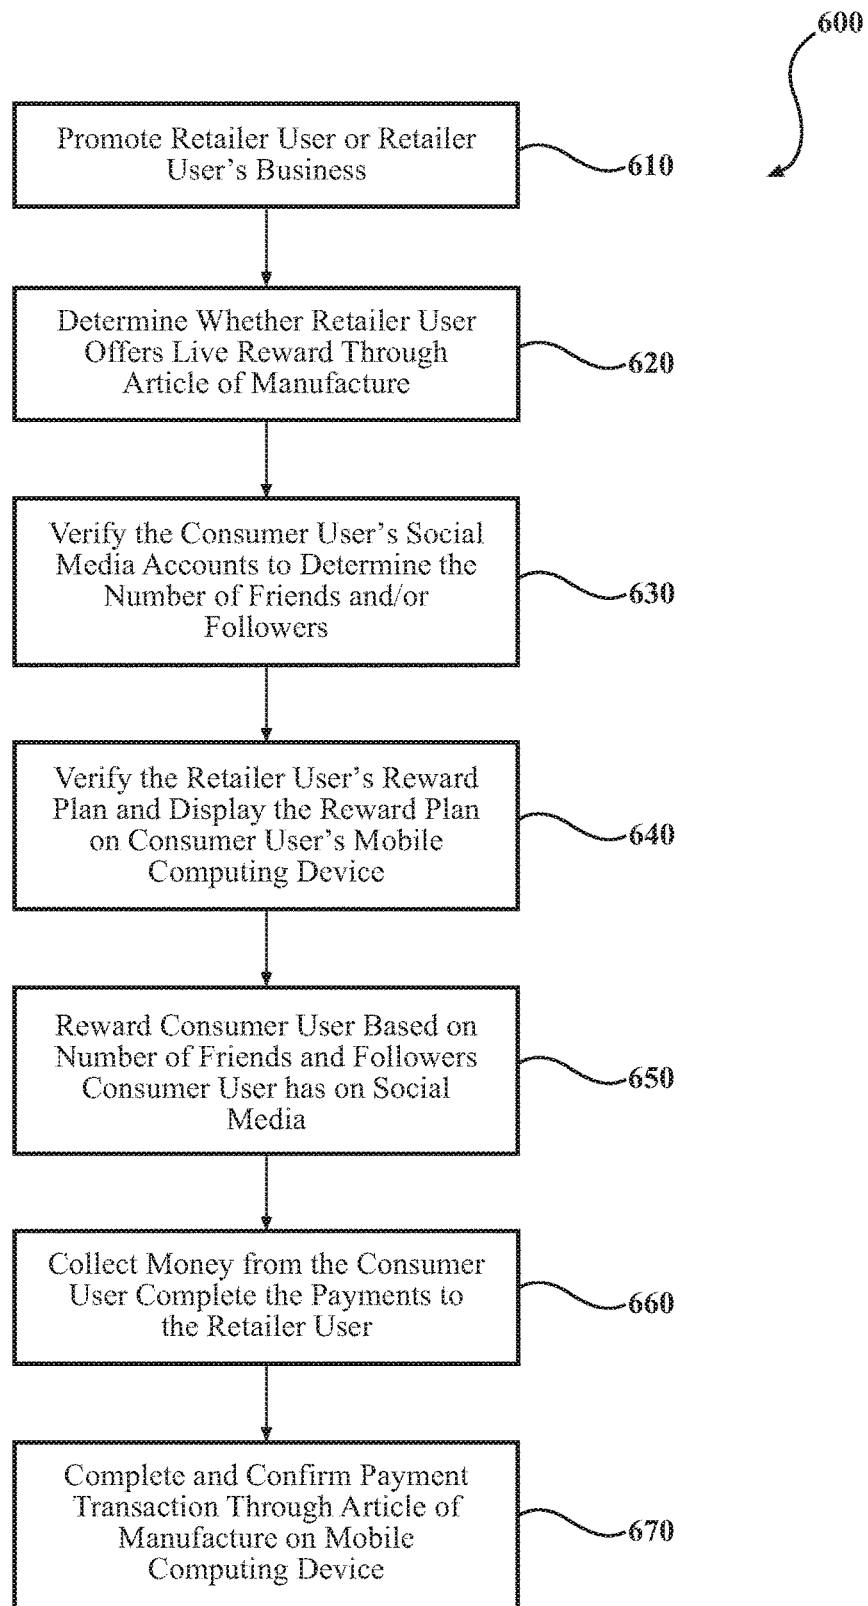 600
Promote Retailer User or Retailer
User's Business
610
Determine Whether Retailer User
Offers Live Reward Through
Article of Manufacture
620
Verify the Consumer User's Social
Media Accounts to Determine the
Number of Friends and/or
Followers
630
Verify the Retailer User's Reward
Plan and Display the Reward Plan
on Consumer User's Mobile
Computing Device
640
Reward Consumer User Based on
Number of Friends and Followers
Consumer User has on Social
Media
650
Collect Money from the Consumer
User Complete the Payments to
the Retailer User
660
Complete and Confirm Payment
Transaction Through Article of
Manufacture on Mobile
Computing Device
670